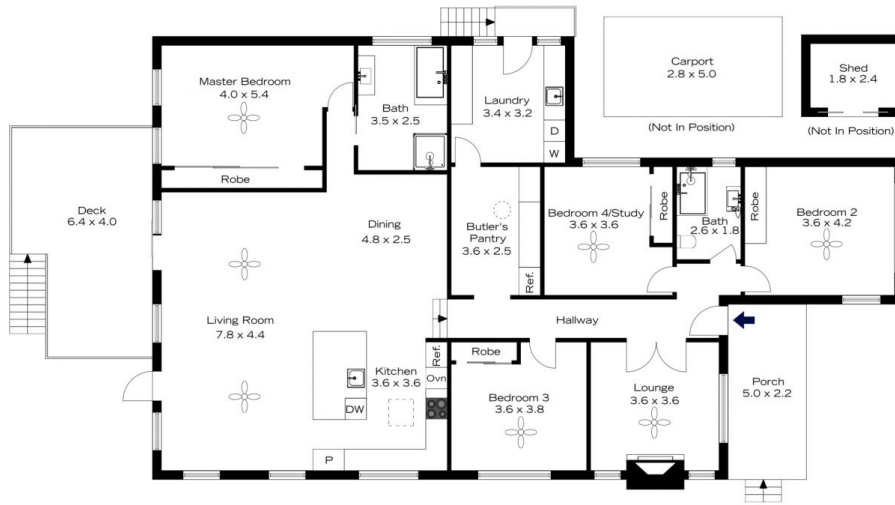 Carport
2.8 x 5.0
(Not In Position)
Shed
1.8 x 2.4
(Not In Position)
Master Bedroom
4.0 x 5.4
Robe
Bath
3.5 x 2.5
Laundry
3.4 x 3.2
D
W
Deck
6.4 x 4.0
Dining
4.8 x 2.5
Butler's
Pantry
3.6 x 2.5
Ref.
Bedroom 4/Study
3.6 x 3.6
Robe
Bath
2.6 x 1.8
Robe
Bedroom 2
3.6 x 4.2
Living Room
7.8 x 4.4
Hallway
Kitchen
3.6 x 3.6
Ref.
Ovn
DW
P
Robe
Bedroom 3
3.6 x 3.8
Lounge
3.6 x 3.6
Porch
5.0 x 2.2